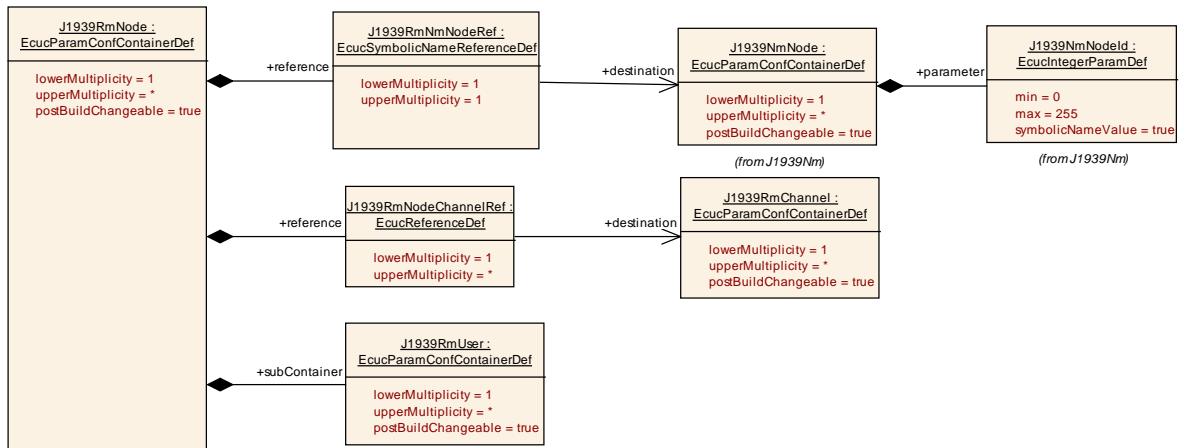 J1939RmNode :
EcucParamConfContainerDef
lowerMultiplicity = 1
upperMultiplicity = *
postBuildChangeable = true
+reference
J1939RmNmNodeRef :
EcucSymbolicNameReferenceDef
lowerMultiplicity = 1
upperMultiplicity = 1
+destination
J1939NmNode :
EcucParamConfContainerDef
lowerMultiplicity = 1
upperMultiplicity = *
postBuildChangeable = true
(from J1939Nm)
+parameter
J1939NmNodeId :
EcucIntegerParamDef
min = 0
max = 255
symbolicNameValue = true
(from J1939Nm)
+reference
J1939RmNodeChannelRef :
EcucReferenceDef
lowerMultiplicity = 1
upperMultiplicity = *
+destination
J1939RmChannel :
EcucParamConfContainerDef
lowerMultiplicity = 1
upperMultiplicity = *
postBuildChangeable = true
+subContainer
J1939RmUser :
EcucParamConfContainerDef
lowerMultiplicity = 1
upperMultiplicity = *
postBuildChangeable = true